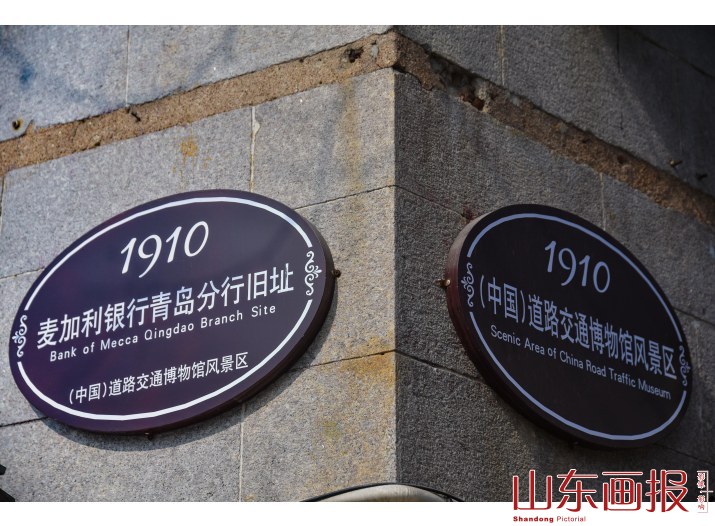 1910
麦加利银行青岛分行旧址
Bank of Mecca Qingdao Branch Site
(中国)道路交通博物馆风景区
1910
(中国)道路交通博物馆风景区
Scenic Area of China Road Traffic Museum
山东画报
Shandong Pictorial